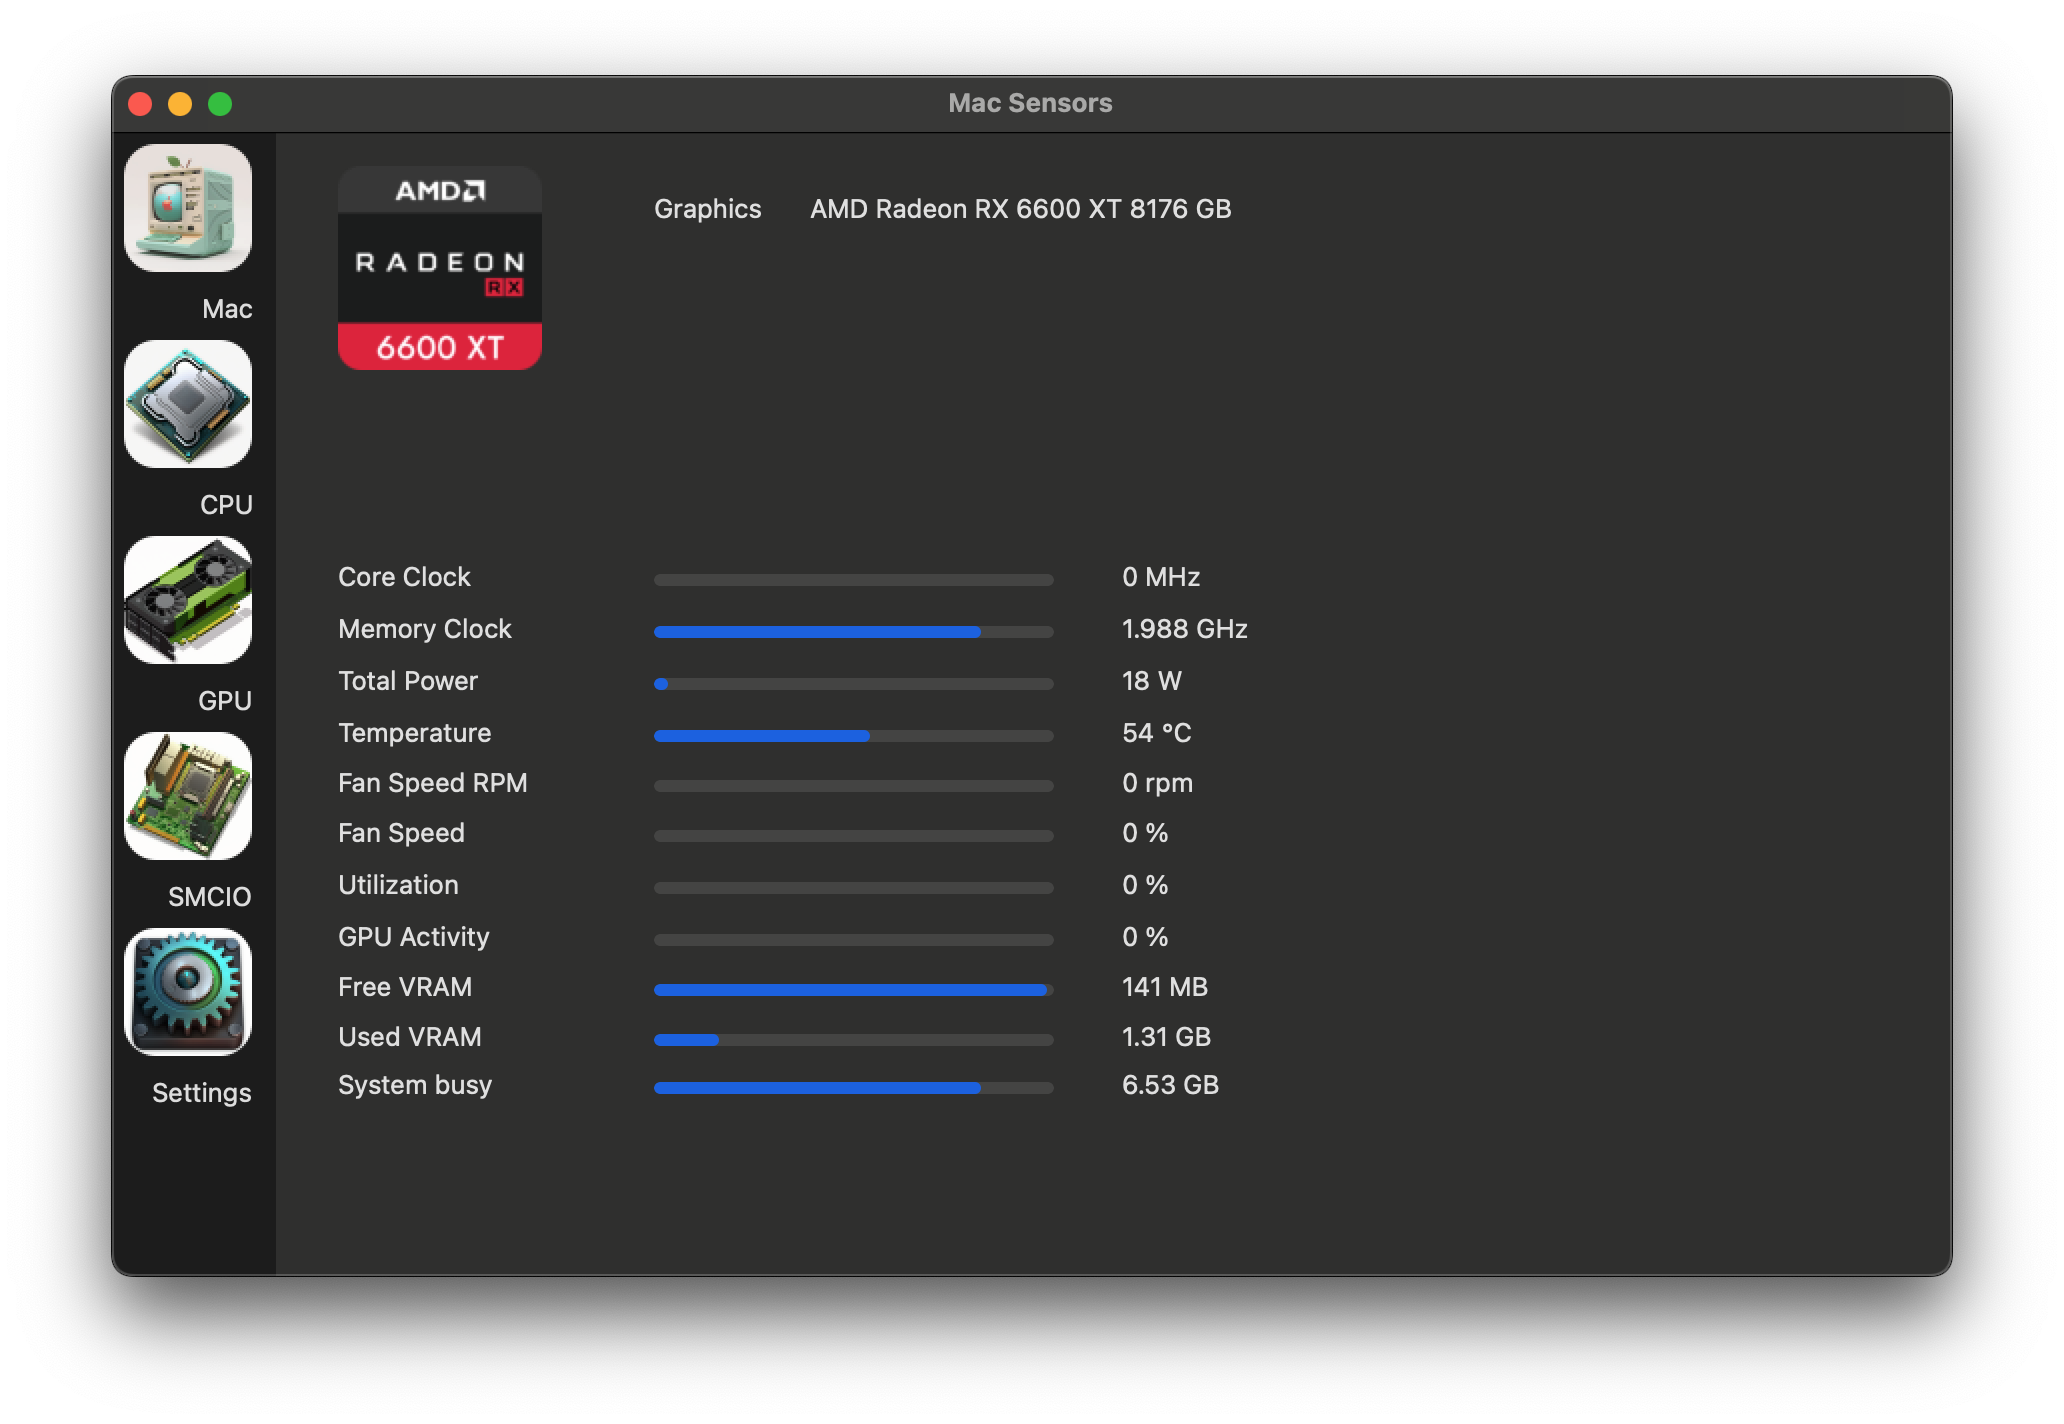 Mac Sensors
Mac
CPU
GPU
SMCIO
Settings
AMD
RADEON
RX
6600 XT
Graphics AMD Radeon RX 6600 XT 8176 GB
Core Clock 0 MHz
Memory Clock 1.988 GHz
Total Power 18 W
Temperature 54 °C
Fan Speed RPM 0 rpm
Fan Speed 0 %
Utilization 0 %
GPU Activity 0 %
Free VRAM 141 MB
Used VRAM 1.31 GB
System busy 6.53 GB